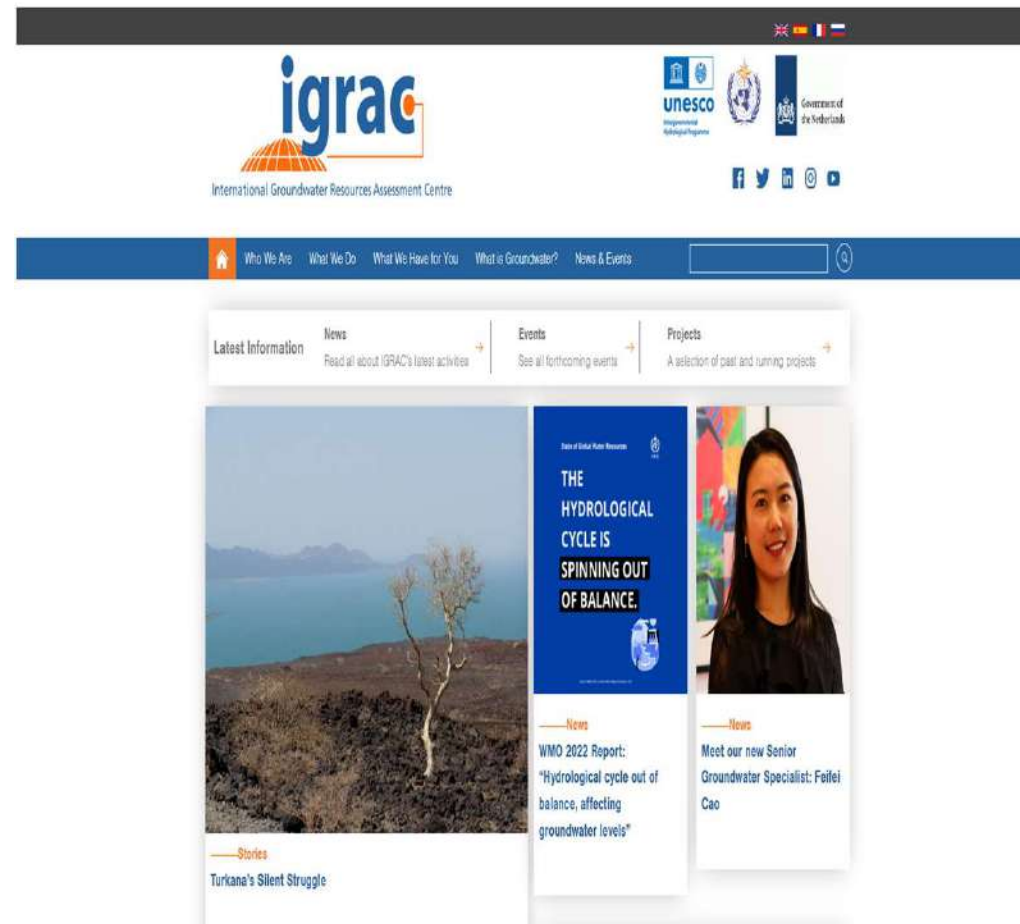 igrac
International Groundwater Resources Assessment Centre
unesco
Intergovernmental
Hydrological Programme
Government of
the Netherlands
Who We Are What We Do What We Have for You What is Groundwater? News & Events
Latest Information
News
Read all about IGRAC's latest activities
Events
See all forthcoming events
Projects
A selection of past and running projects
State of Global Water Resources
THE
HYDROLOGICAL
CYCLE IS
SPINNING OUT
OF BALANCE.
Stories
Turkana's Silent Struggle
News
WMO 2022 Report:
"Hydrological cycle out of
balance, affecting
groundwater levels"
News
Meet our new Senior
Groundwater Specialist: Feifei
Cao